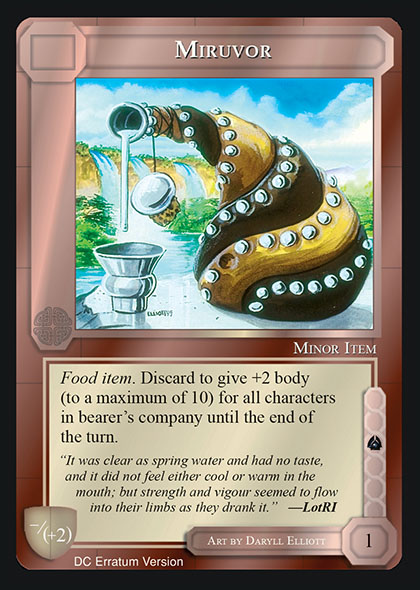 Miruvor
ELLIOTT
Minor Item
Food item. Discard to give +2 body
(to a maximum of 10) for all characters
in bearer's company until the end of
the turn.
“It was clear as spring water and had no taste,
and it did not feel either cool or warm in the
mouth; but strength and vigour seemed to flow
into their limbs as they drank it.” —LotRI
–/(+2)
Art by Daryll Elliott
1
DC Erratum Version